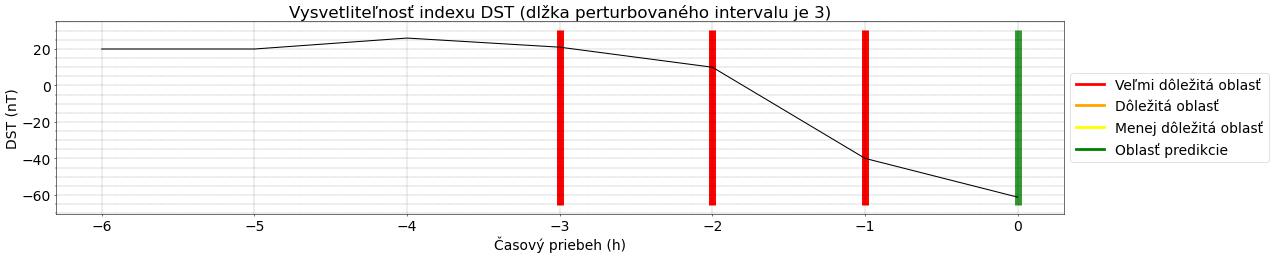 Vysvetliteľnosť indexu DST (dlžka perturbovaného intervalu je 3)
DST (nT)
20
0
−20
−40
−60
−6
−5
−4
−3
−2
−1
0
Časový priebeh (h)
Veľmi dôležitá oblasť
Dôležitá oblasť
Menej dôležitá oblasť
Oblasť predikcie